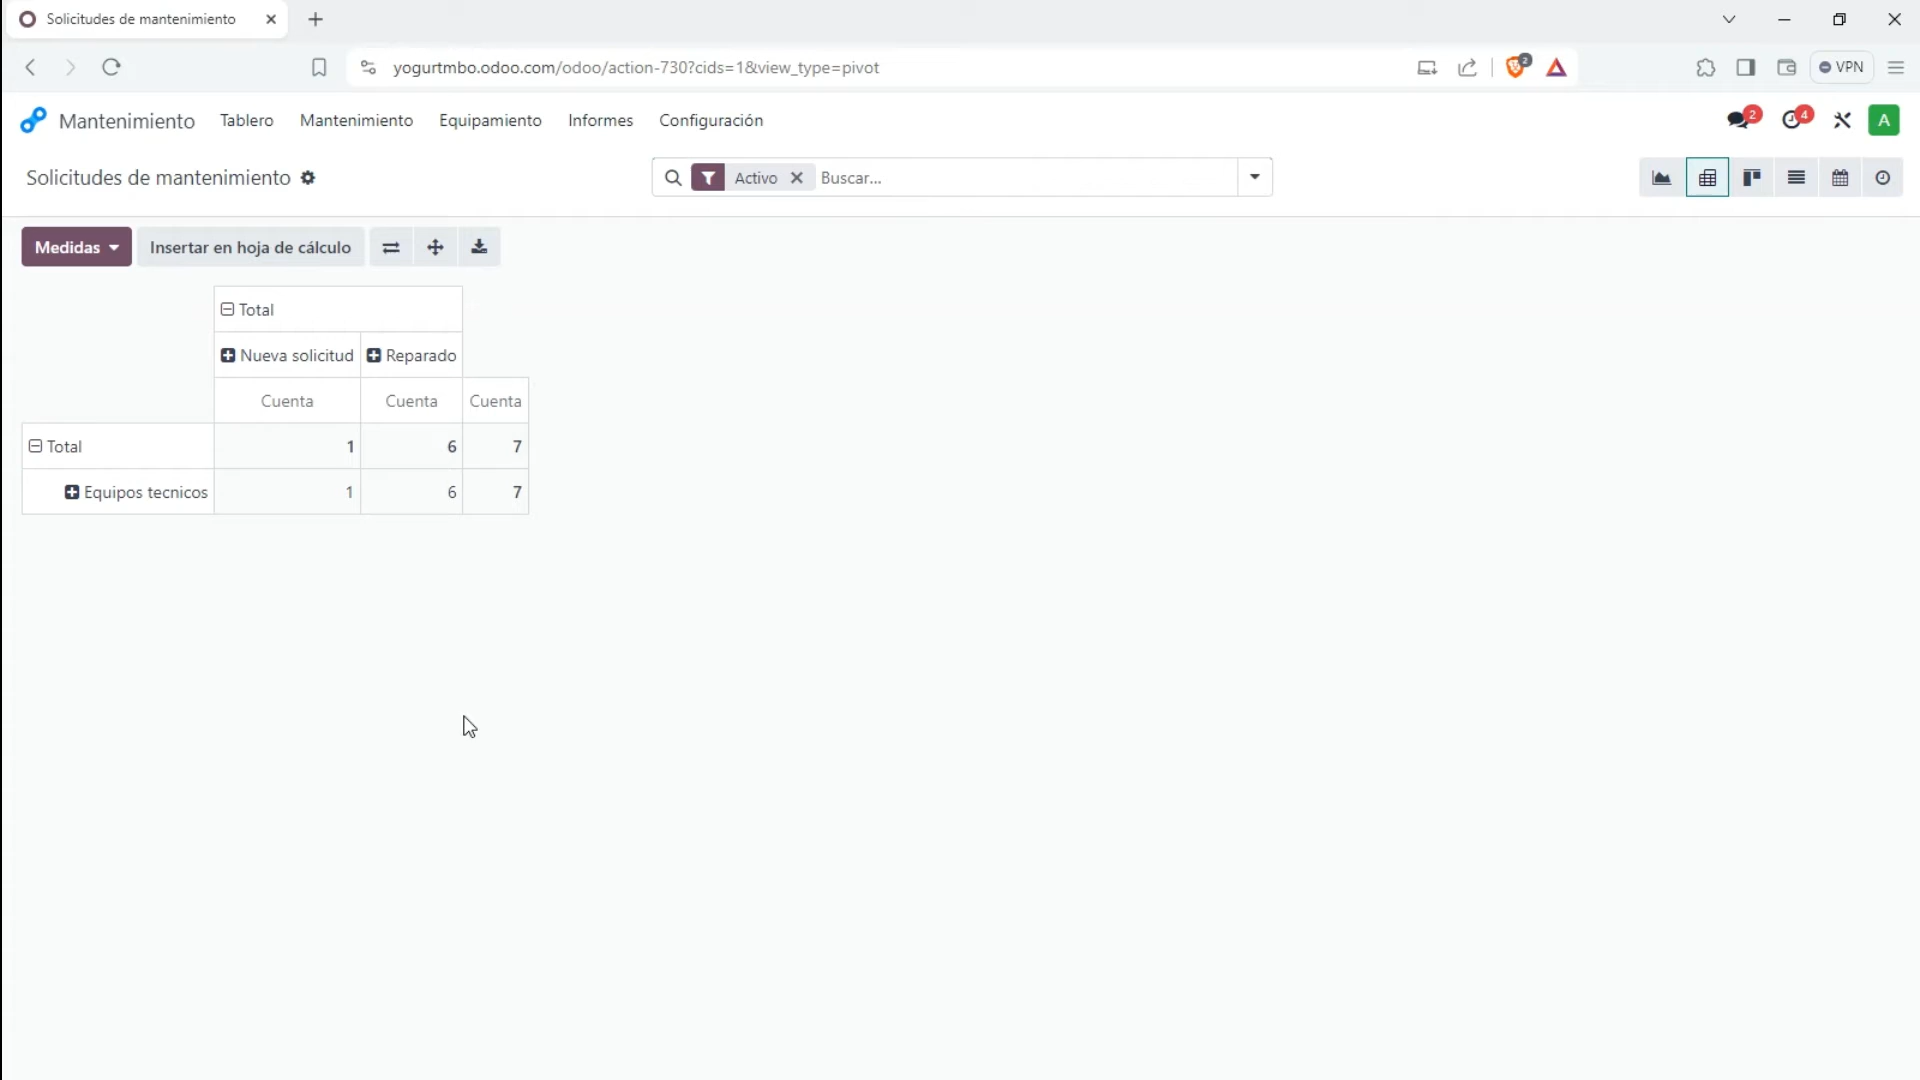 Solicitudes de mantenimiento
yogurtmbo.odoo.com/odoo/action-730?cids=1&view_type=pivot
2
VPN
Mantenimiento Tablero Mantenimiento Equipamiento Informes Configuración
2 4 A
Solicitudes de mantenimiento
Activo Buscar...
Medidas Insertar en hoja de cálculo
Total
Nueva solicitud Reparado
Cuenta Cuenta Cuenta
Total 1 6 7
Equipos tecnicos 1 6 7